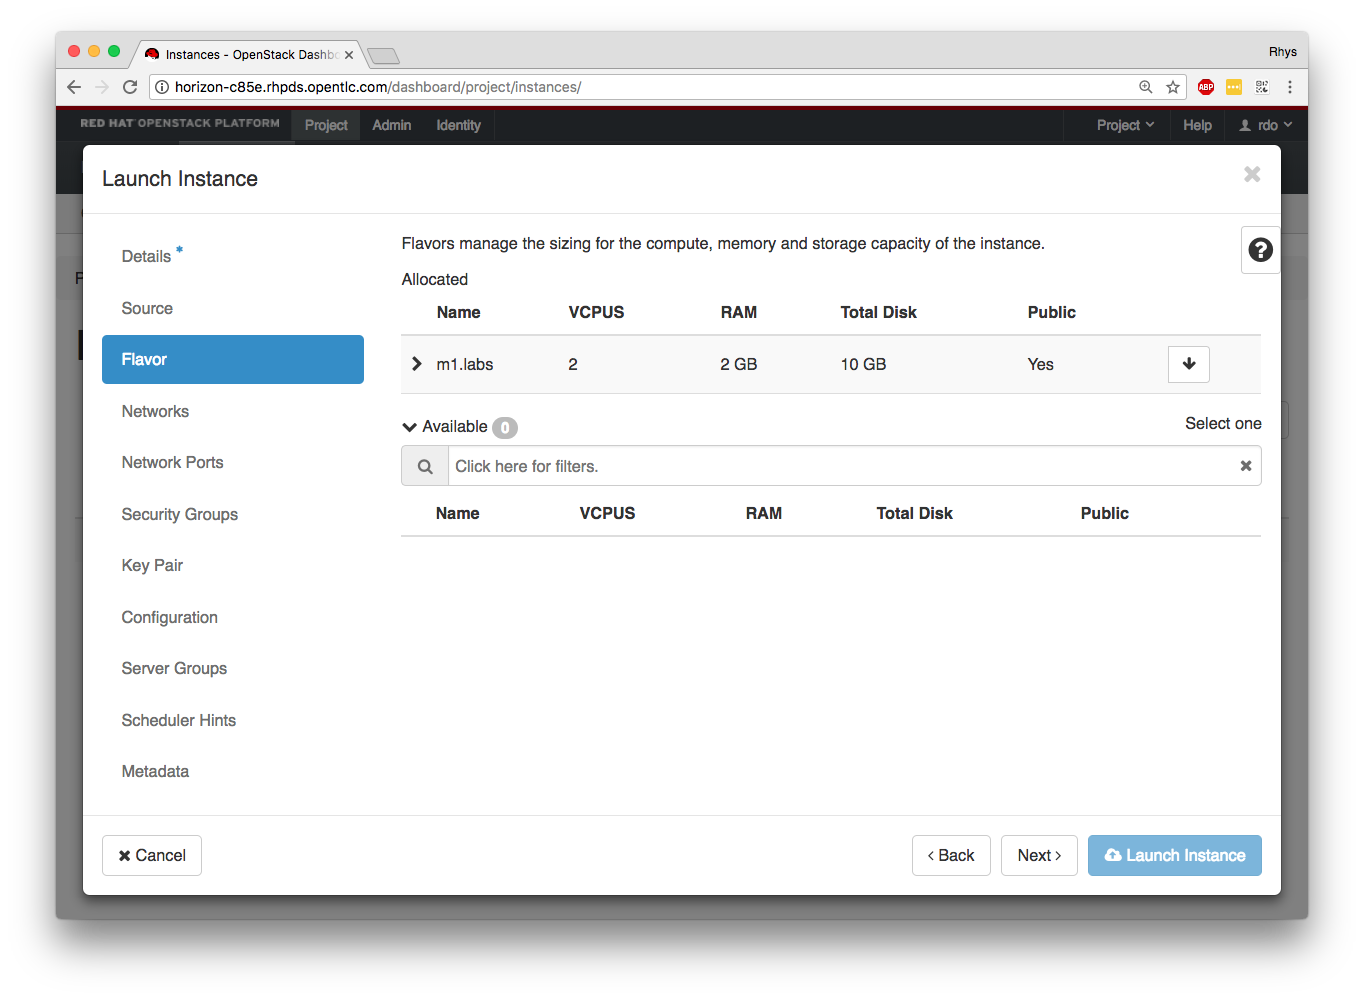 Instances - OpenStack Dashbo
Rhys
horizon-c85e.rhpds.opentlc.com/dashboard/project/instances/
ABP
RED HAT OPENSTACK PLATFORM Project Admin Identity Project Help rdo
Launch Instance
Details *
Source
Flavor
Networks
Network Ports
Security Groups
Key Pair
Configuration
Server Groups
Scheduler Hints
Metadata
Flavors manage the sizing for the compute, memory and storage capacity of the instance.
Allocated
Name VCPUS RAM Total Disk Public
m1.labs 2 2 GB 10 GB Yes
Available 0 Select one
Click here for filters.
Name VCPUS RAM Total Disk Public
Cancel
‹ Back
Next ›
Launch Instance